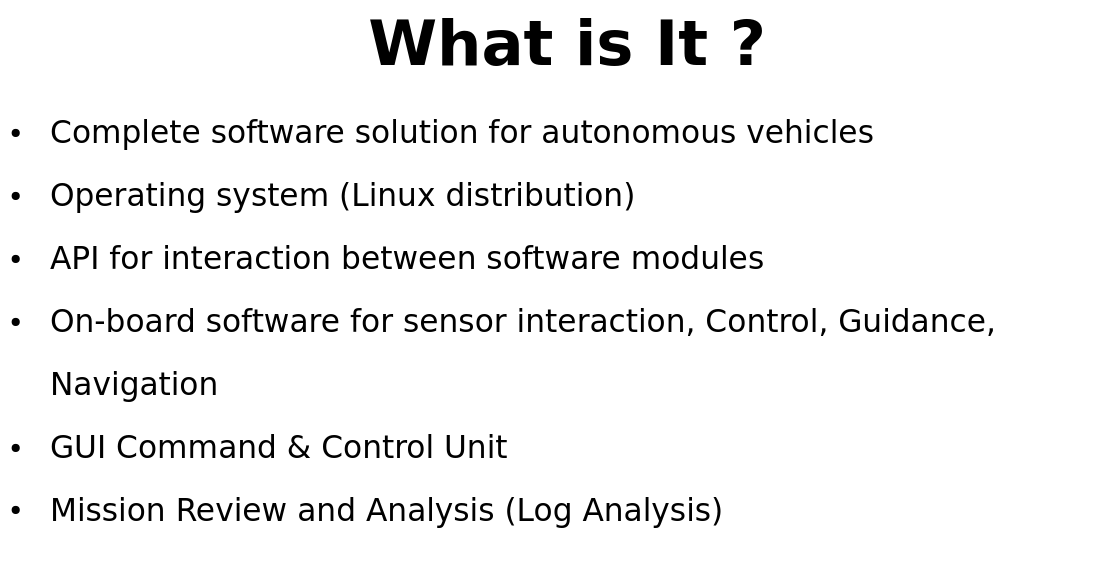 What is It ?
• Complete software solution for autonomous vehicles
• Operating system (Linux distribution)
• API for interaction between software modules
• On-board software for sensor interaction, Control, Guidance,
Navigation
• GUI Command & Control Unit
• Mission Review and Analysis (Log Analysis)